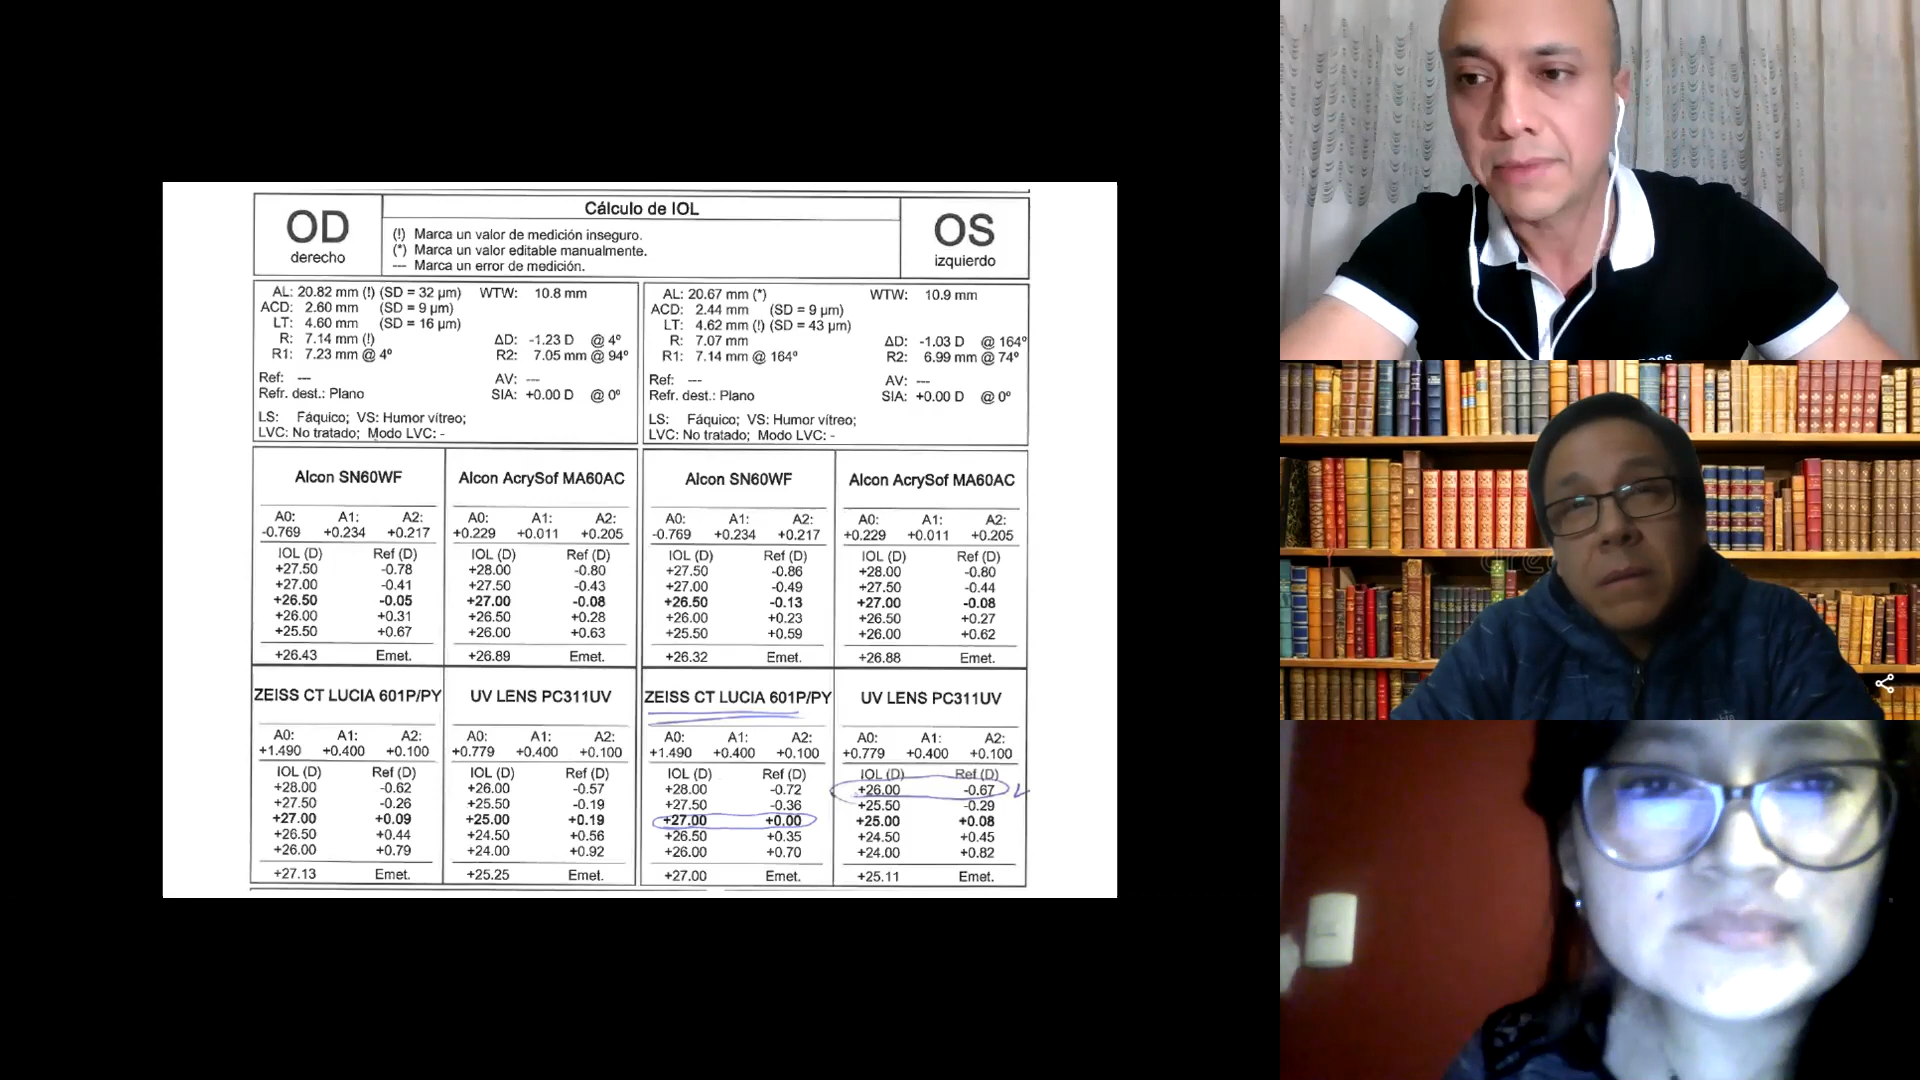 OD
derecho
Cálculo de IOL
(!) Marca un valor de medición inseguro.
(*) Marca un valor editable manualmente.
--- Marca un error de medición.
OS
izquierdo
AL: 20.82 mm (!) (SD = 32 µm) WTW: 10.8 mm
ACD: 2.60 mm (SD = 9 µm)
LT: 4.60 mm (SD = 16 µm)
R: 7.14 mm (!) ΔD: -1.23 D @ 4º
R1: 7.23 mm @ 4º R2: 7.05 mm @ 94º
Ref: --- AV: ---
Refr. dest.: Plano SIA: +0.00 D @ 0º
LS: Fáquico; VS: Humor vítreo;
LVC: No tratado; Modo LVC: -
AL: 20.67 mm (*) WTW: 10.9 mm
ACD: 2.44 mm (SD = 9 µm)
LT: 4.62 mm (!) (SD = 43 µm)
R: 7.07 mm ΔD: -1.03 D @ 164º
R1: 7.14 mm @ 164º R2: 6.99 mm @ 74º
Ref: --- AV: ---
Refr. dest.: Plano SIA: +0.00 D @ 0º
LS: Fáquico; VS: Humor vítreo;
LVC: No tratado; Modo LVC: -
Alcon SN60WF
A0: A1: A2:
-0.769 +0.234 +0.217
IOL (D) Ref (D)
+27.50 -0.78
+27.00 -0.41
+26.50 -0.05
+26.00 +0.31
+25.50 +0.67
+26.43 Emet.
Alcon AcrySof MA60AC
A0: A1: A2:
+0.229 +0.011 +0.205
IOL (D) Ref (D)
+28.00 -0.80
+27.50 -0.43
+27.00 -0.08
+26.50 +0.28
+26.00 +0.63
+26.89 Emet.
Alcon SN60WF
A0: A1: A2:
-0.769 +0.234 +0.217
IOL (D) Ref (D)
+27.50 -0.86
+27.00 -0.49
+26.50 -0.13
+26.00 +0.23
+25.50 +0.59
+26.32 Emet.
Alcon AcrySof MA60AC
A0: A1: A2:
+0.229 +0.011 +0.205
IOL (D) Ref (D)
+28.00 -0.80
+27.50 -0.44
+27.00 -0.08
+26.50 +0.27
+26.00 +0.62
+26.88 Emet.
ZEISS CT LUCIA 601P/PY
A0: A1: A2:
+1.490 +0.400 +0.100
IOL (D) Ref (D)
+28.00 -0.62
+27.50 -0.26
+27.00 +0.09
+26.50 +0.44
+26.00 +0.79
+27.13 Emet.
UV LENS PC311UV
A0: A1: A2:
+0.779 +0.400 +0.100
IOL (D) Ref (D)
+26.00 -0.57
+25.50 -0.19
+25.00 +0.19
+24.50 +0.56
+24.00 +0.92
+25.25 Emet.
ZEISS CT LUCIA 601P/PY
A0: A1: A2:
+1.490 +0.400 +0.100
IOL (D) Ref (D)
+28.00 -0.72
+27.50 -0.36
+27.00 +0.00
+26.50 +0.35
+26.00 +0.70
+27.00 Emet.
UV LENS PC311UV
A0: A1: A2:
+0.779 +0.400 +0.100
IOL (D) Ref (D)
+26.00 -0.67
+25.50 -0.29
+25.00 +0.08
+24.50 +0.45
+24.00 +0.82
+25.11 Emet.